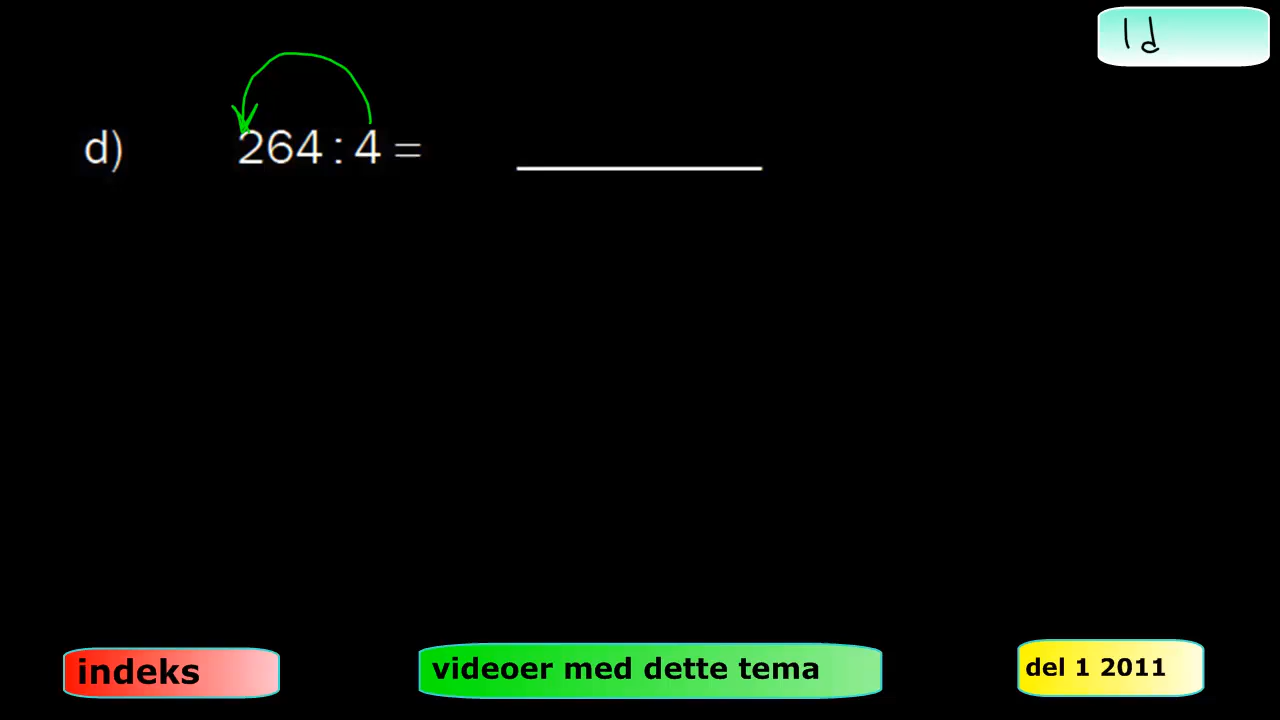 1d
d) 264 : 4 =
indeks
videoer med dette tema
del 1 2011